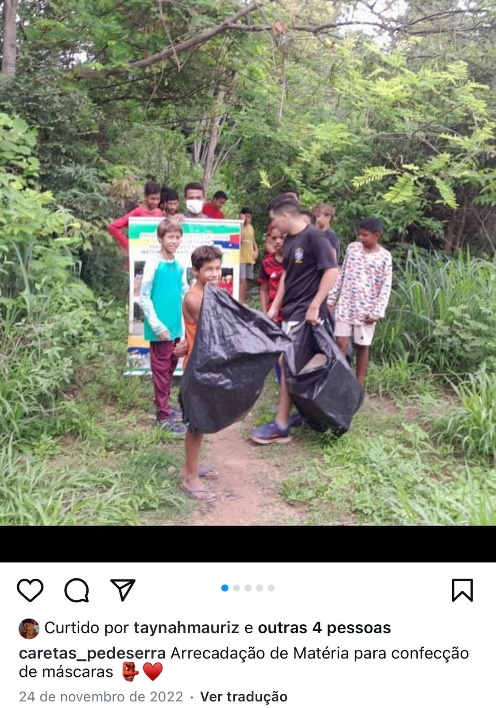 Curtido por taynahmauriz e outras 4 pessoas
caretas_pedeserra Arrecadação de Matéria para confecção
de máscaras 👺❤️
24 de novembro de 2022 · Ver tradução